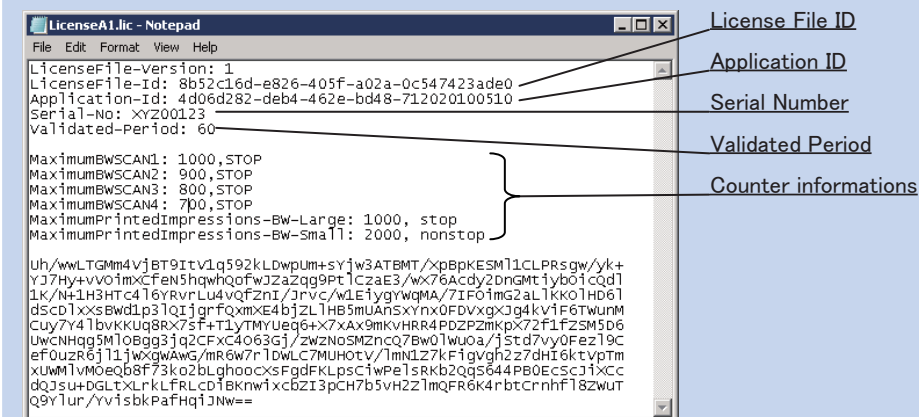 LicenseA1.lic - Notepad
File Edit Format View Help
LicenseFile-Version: 1
LicenseFile-Id: 8b52c16d-e826-405f-a02a-0c547423ade0
Application-Id: 4d06d282-deb4-462e-bd48-712020100510
Serial-No: XYZ00123
Validated-Period: 60
MaximumBWSCAN1: 1000,STOP
MaximumBWSCAN2: 900,STOP
MaximumBWSCAN3: 800,STOP
MaximumBWSCAN4: 700,STOP
MaximumPrintedImpressions-BW-Large: 1000, stop
MaximumPrintedImpressions-BW-Small: 2000, nonstop
Uh/wwLTGMm4VjBT9ItV1q592kLDwpUm+sYjw3ATBMT/XpBpKESMl1CLPRsgw/yk+
YJ7Hy+vVOimXCfeN5hqwhQofwJZaZqg9PtlCzaE3/wX76Acdy2DnGMtiyboicQdl
1K/N+1H3HTc4l6YRvrLu4vQfZnI/Jrvc/w1EiygYwqMA/7IFOimG2aLlKKOlHD6l
dScDlxXsBWd1p3lQIjgrfQxmXE4bjZLlHB5mUAnSxYnx0FDVxgXJg4kViF6TWunM
Cuy7Y4lbvKKUq8RX7sf+T1yTMYUeq6+X7xAx9mKvHRR4PDZPZmKpX72f1fZSM5D6
UwCNHqg5MlOBgg3jq2CFxC4O63Gj/zWZNoSMZncQ7Bw0lWuOa/jStd7vy0Fezl9C
ef0uzR6jl1jWXgwAwG/mR6w7rlDwLC7MUHOtV/lmN1Z7kFigVgh2z7dHI6ktVpTm
xUWMlvMOeQb8f73ko2bLghoocXsFgdFKLpsCiwPelsRKb2Qqs644PB0EcScJiXCc
dQJsu+DGLtXLrkLfRLcDiBKnwixcbZI3pCH7b5vH2ZlmQFR6K4rbtCrnhfl8ZWuT
Q9Ylur/YvisbkPafHqiJNw==
License File ID
Application ID
Serial Number
Validated Period
Counter informations